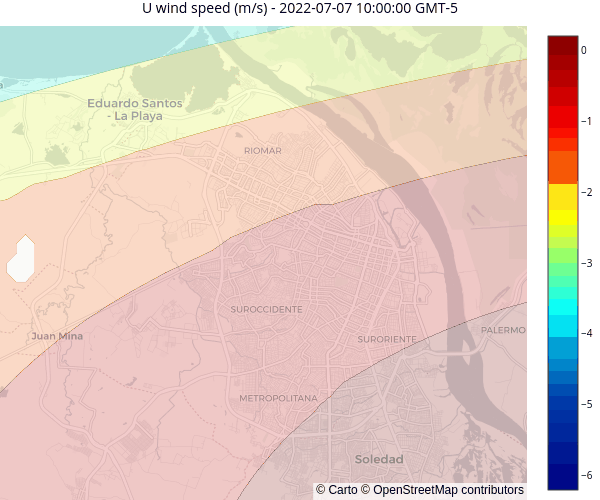 U wind speed (m/s) - 2022-07-07 10:00:00 GMT-5
0
Eduardo Santos
- La Playa
−1
RIOMAR
−2
−3
SUROCCIDENTE
PALERMO
−4
Juan Mina
SURORIENTE
METROPOLITANA
−5
Soledad
−6
© Carto © OpenStreetMap contributors